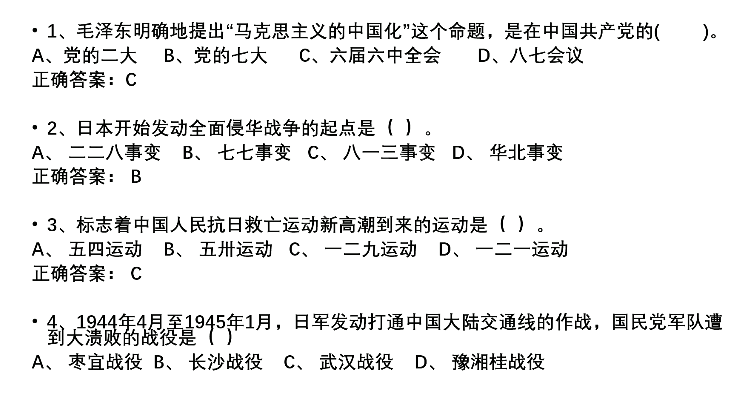 • 1、毛泽东明确地提出“马克思主义的中国化”这个命题，是在中国共产党的(　　)。
A、党的二大　B、党的七大　C、六届六中全会　D、八七会议
正确答案：C
• 2、日本开始发动全面侵华战争的起点是（ ）。
A、 二二八事变　B、 七七事变　C、 八一三事变　D、 华北事变
正确答案： B
• 3、标志着中国人民抗日救亡运动新高潮到来的运动是（ ）。
A、 五四运动　B、 五卅运动　C、 一二九运动　D、 一二一运动
正确答案： C
• 4、1944年4月至1945年1月，日军发动打通中国大陆交通线的作战，国民党军队遭
到大溃败的战役是（ ）
A、 枣宜战役　B、 长沙战役　C、 武汉战役　D、 豫湘桂战役